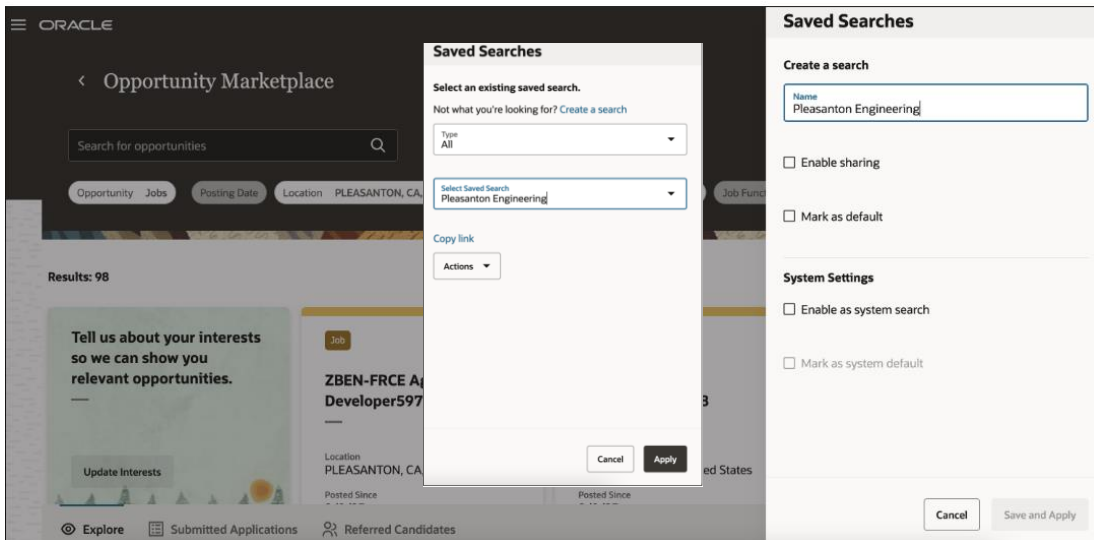 ORACLE
Opportunity Marketplace
Search for opportunities
Opportunity Jobs
Posting Date
Location PLEASANTON, CA,
Job Func
Results: 98
Tell us about your interests
so we can show you
relevant opportunities.
Update Interests
Job
ZBEN-FRCE Ag
Developer597
3
Location
PLEASANTON, CA,
ed States
Posted Since
Posted Since
Explore
Submitted Applications
Referred Candidates
Saved Searches
Select an existing saved search.
Not what you're looking for? Create a search
Type
All
Select Saved Search
Pleasanton Engineering
Copy link
Actions
Cancel
Apply
Saved Searches
Create a search
Name
Pleasanton Engineering
Enable sharing
Mark as default
System Settings
Enable as system search
Mark as system default
Cancel
Save and Apply